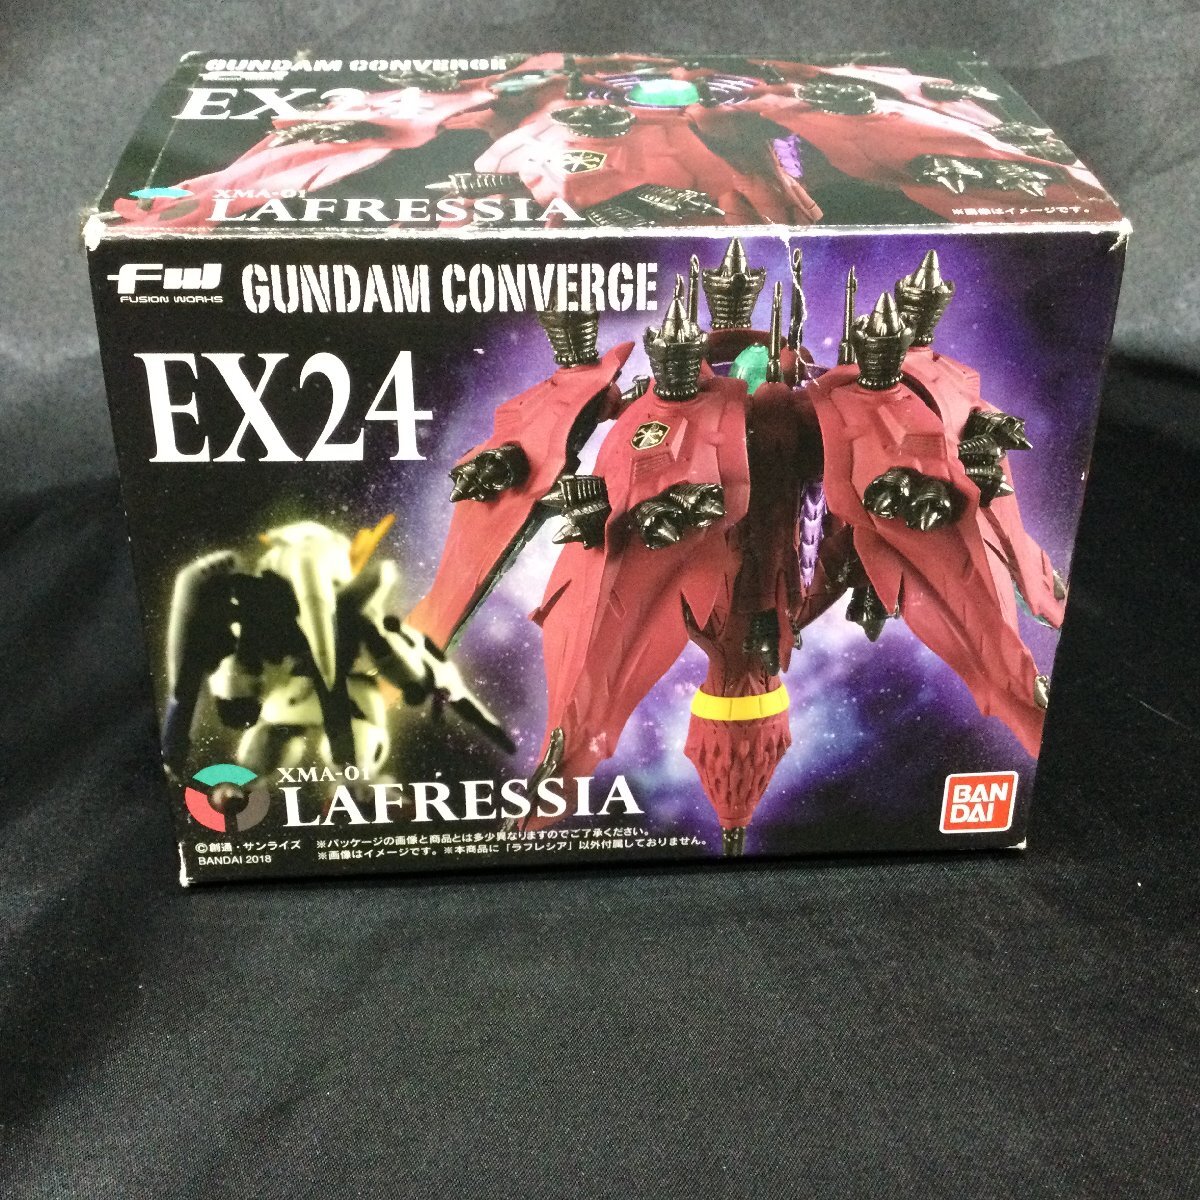 GUNDAM CONVERGE
EX24
XMA-01
LAFRESSIA
※画像はイメージです。
FW
FUSION WORKS
GUNDAM CONVERGE
EX24
XMA-01
LAFRESSIA
BAN
DAI
©創通・サンライズ
BANDAI 2018
※パッケージの画像と商品とは多少異なりますのでご了承ください。
※画像はイメージです。※本商品に「ラフレシア」以外付属しておりません。